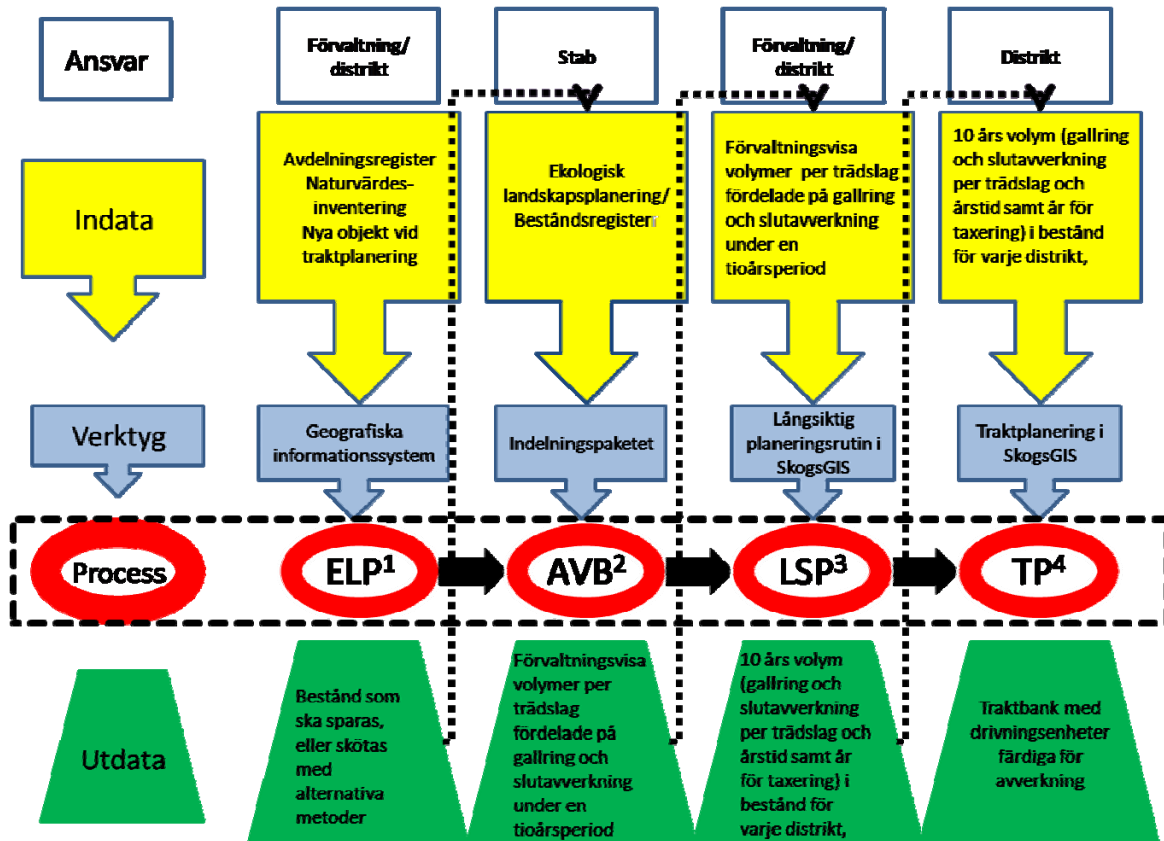 Ansvar
Förvaltning/
distrikt
Stab
Förvaltning/
distrikt
Distrikt
Indata
Avdelningsregister
Naturvärdes-
inventering
Nya objekt vid
traktplanering
Ekologisk
landskapsplanering/
Beståndsregister
Förvaltningsvisa
volymer per trädslag
fördelade på gallring
och slutavverkning
under en
tioårsperiod
10 års volym (gallring
och slutavverkning
per trädslag och
årstid samt år för
taxering) i bestånd
för varje distrikt,
Verktyg
Geografiska
informationssystem
Indelningspaketet
Långsiktig
planeringsrutin i
SkogsGIS
Traktplanering i
SkogsGIS
Process
ELP¹
AVB²
LSP³
TP⁴
Utdata
Bestånd som
ska sparas,
eller skötas
med
alternativa
metoder
Förvaltningsvisa
volymer per
trädslag
fördelade på
gallring och
slutavverkning
under en
tioårsperiod
10 års volym
(gallring och
slutavverkning
per trädslag och
årstid samt år
för taxering) i
bestånd för
varje distrikt,
Traktbank med
drivningsenheter
färdiga för
avverkning